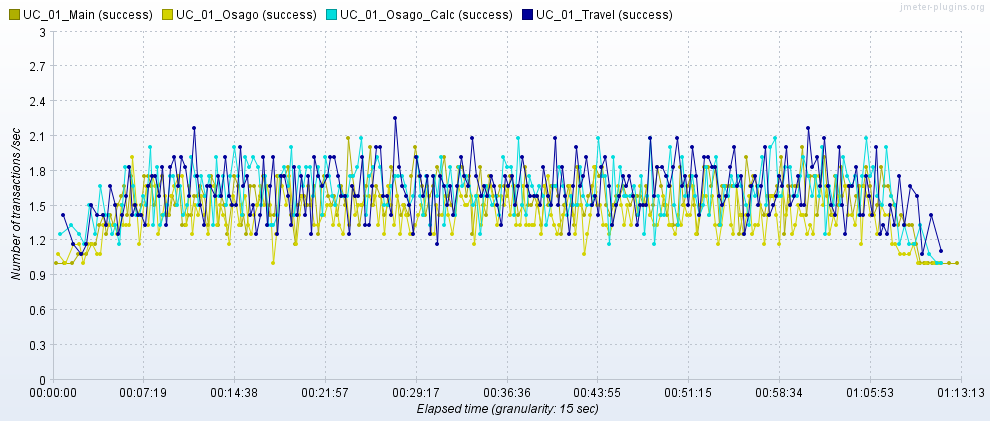 UC_01_Main (success) UC_01_Osago (success) UC_01_Osago_Calc (success) UC_01_Travel (success)
jmeter-plugins.org
Number of transactions/sec
3
2.7
2.4
2.1
1.8
1.5
1.2
0.9
0.6
0.3
0
00:00:00 00:07:19 00:14:38 00:21:57 00:29:17 00:36:36 00:43:55 00:51:15 00:58:34 01:05:53 01:13:13
Elapsed time (granularity: 15 sec)